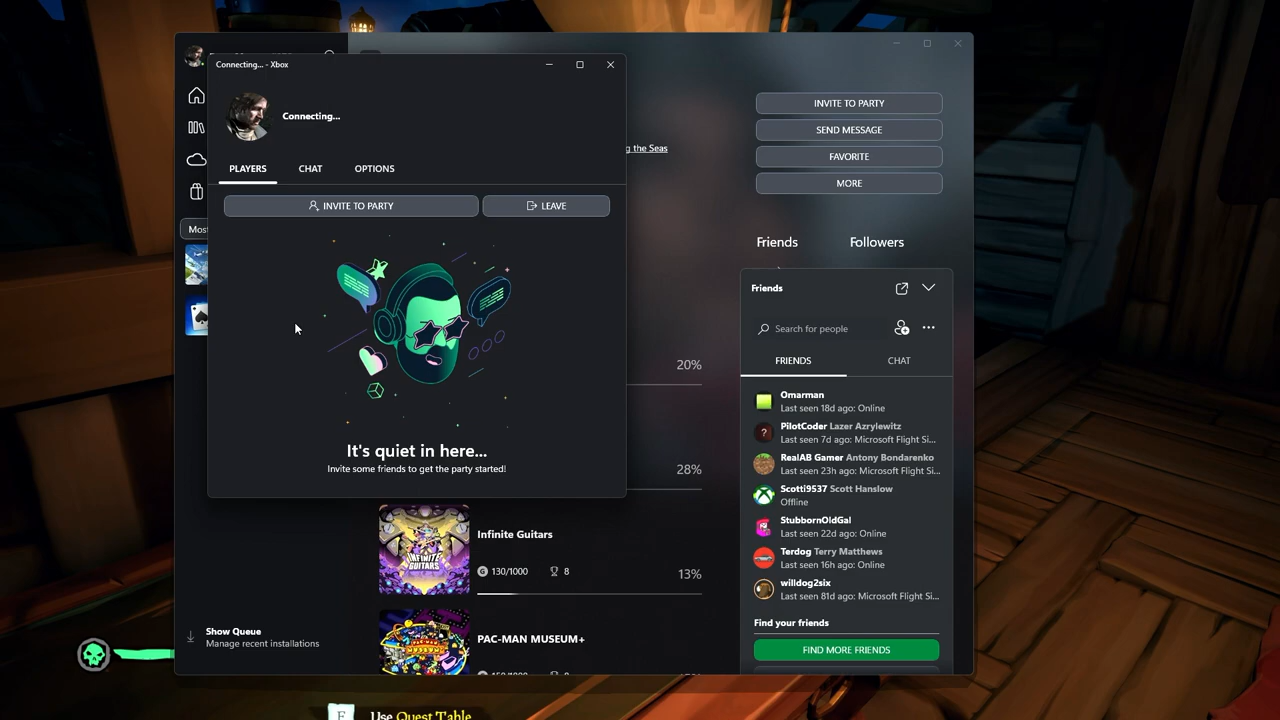 Connecting... - Xbox
Connecting...
PLAYERS
CHAT
OPTIONS
INVITE TO PARTY
LEAVE
It's quiet in here...
Invite some friends to get the party started!
Most
g the Seas
INVITE TO PARTY
SEND MESSAGE
FAVORITE
MORE
Friends
Followers
20%
28%
INFINITE GUITARS
Infinite Guitars
130/1000
8
13%
PAC-MAN MUSEUM+
Show Queue
Manage recent installations
Friends
Search for people
FRIENDS
CHAT
Omarman
Last seen 18d ago: Online
PilotCoder Lazer Azrylewitz
Last seen 7d ago: Microsoft Flight Si...
RealAB Gamer Antony Bondarenko
Last seen 23h ago: Microsoft Flight Si...
Scotti9537 Scott Hanslow
Offline
StubbornOldGal
Last seen 22d ago: Online
Terdog Terry Matthews
Last seen 16h ago: Online
willdog2six
Last seen 81d ago: Microsoft Flight Si...
Find your friends
FIND MORE FRIENDS
Use Quest Table